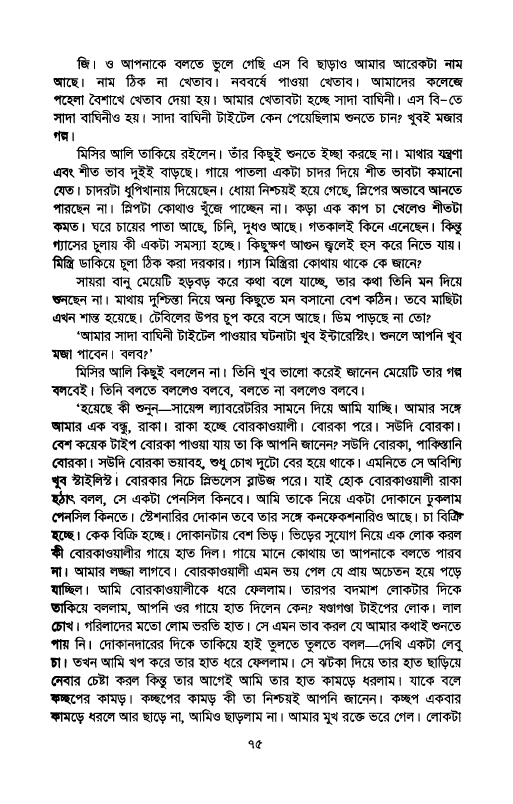 জি। ও আপনাকে বলতে ভুলে গেছি এস বি ছাড়াও আমার আরেকটা নাম
আছে। নাম ঠিক না খেতাব। নববর্ষে পাওয়া খেতাব। আমাদের কলেজে
পহেলা বৈশাখে খেতাব দেয়া হয়। আমার খেতাবটা হচ্ছে সাদা বাঘিনী। এস বি–তে
সাদা বাঘিনীও হয়। সাদা বাঘিনী টাইটেল কেন পেয়েছিলাম শুনতে চান? খুবই মজার
গল্প।
মিসির আলি তাকিয়ে রইলেন। তাঁর কিছুই শুনতে ইচ্ছা করছে না। মাথার যন্ত্রণা
এবং শীত ভাব দুইই বাড়ছে। গায়ে পাতলা একটা চাদর দিয়ে শীত ভাবটা কমানো
যেত। চাদরটা ধুপিখানায় দিয়েছেন। ধোয়া নিশ্চয়ই হয়ে গেছে, স্লিপের অভাবে আনতে
পারছেন না। স্লিপটা কোথাও খুঁজে পাচ্ছেন না। কড়া এক কাপ চা খেলেও শীতটা
কমত। ঘরে চায়ের পাতা আছে, চিনি, দুধও আছে। গতকালই কিনে এনেছেন। কিন্তু
গ্যাসের চুলায় কী একটা সমস্যা হচ্ছে। কিছুক্ষণ আগুন জ্বলেই হস করে নিভে যায়।
মিস্ত্রি ডাকিয়ে চুলা ঠিক করা দরকার। গ্যাস মিস্ত্রিরা কোথায় থাকে কে জানে?
সায়রা বানু মেয়েটি হড়বড় করে কথা বলে যাচ্ছে, তার কথা তিনি মন দিয়ে
শুনছেন না। মাথায় দুশ্চিন্তা নিয়ে অন্য কিছুতে মন বসানো বেশ কঠিন। তবে মাছিটা
এখন শান্ত হয়েছে। টেবিলের উপর চুপ করে বসে আছে। ডিম পাড়ছে না তো?
‘আমার সাদা বাঘিনী টাইটেল পাওয়ার ঘটনাটা খুব ইন্টারেস্টিং। শুনলে আপনি খুব
মজা পাবেন। বলব?’
মিসির আলি কিছুই বললেন না। তিনি খুব ভালো করেই জানেন মেয়েটি তার গল্প
বলবেই। তিনি বলতে বললেও বলবে, বলতে না বললেও বলবে।
‘হয়েছে কী শুনুন—সায়েন্স ল্যাবরেটরির সামনে দিয়ে আমি যাচ্ছি। আমার সঙ্গে
আমার এক বন্ধু, রাকা। রাকা হচ্ছে বোরকাওয়ালী। বোরকা পরে। সউদি বোরকা।
বেশ কয়েক টাইপ বোরকা পাওয়া যায় তা কি আপনি জানেন? সউদি বোরকা, পাকিস্তানি
বোরকা। সউদি বোরকা ভয়াবহ, শুধু চোখ দুটো বের হয়ে থাকে। এমনিতে সে অবিশ্যি
খুব স্টাইলিস্ট। বোরকার নিচে স্লিভলেস ব্লাউজ পরে। যাই হোক বোরকাওয়ালী রাকা
হঠাৎ বলল, সে একটা পেনসিল কিনবে। আমি তাকে নিয়ে একটা দোকানে ঢুকলাম
পেনসিল কিনতে। স্টেশনারির দোকান তবে তার সঙ্গে কনফেকশনারিও আছে। চা বিক্রি
হচ্ছে। কেক বিক্রি হচ্ছে। দোকানটায় বেশ ভিড়। ভিড়ের সুযোগ নিয়ে এক লোক করল
কী বোরকাওয়ালীর গায়ে হাত দিল। গায়ে মানে কোথায় তা আপনাকে বলতে পারব
না। আমার লজ্জা লাগবে। বোরকাওয়ালী এমন ভয় পেল যে প্রায় অচেতন হয়ে পড়ে
যাচ্ছিল। আমি বোরকাওয়ালীকে ধরে ফেললাম। তারপর বদমাশ লোকটার দিকে
তাকিয়ে বললাম, আপনি ওর গায়ে হাত দিলেন কেন? ষণ্ডাগণ্ডা টাইপের লোক। লাল
চোখ। গরিলাদের মতো লোম ভরতি হাত। সে এমন ভাব করল যে আমার কথাই শুনতে
পায় নি। দোকানদারের দিকে তাকিয়ে হাই তুলতে তুলতে বলল—দেখি একটা লেবু
চা। তখন আমি খপ করে তার হাত ধরে ফেললাম। সে ঝটকা দিয়ে তার হাত ছাড়িয়ে
নেবার চেষ্টা করল কিন্তু তার আগেই আমি তার হাত কামড়ে ধরলাম। যাকে বলে
কচ্ছপের কামড়। কচ্ছপের কামড় কী তা নিশ্চয়ই আপনি জানেন। কচ্ছপ একবার
কামড়ে ধরলে আর ছাড়ে না, আমিও ছাড়লাম না। আমার মুখ রক্তে ভরে গেল। লোকটা
৭৫